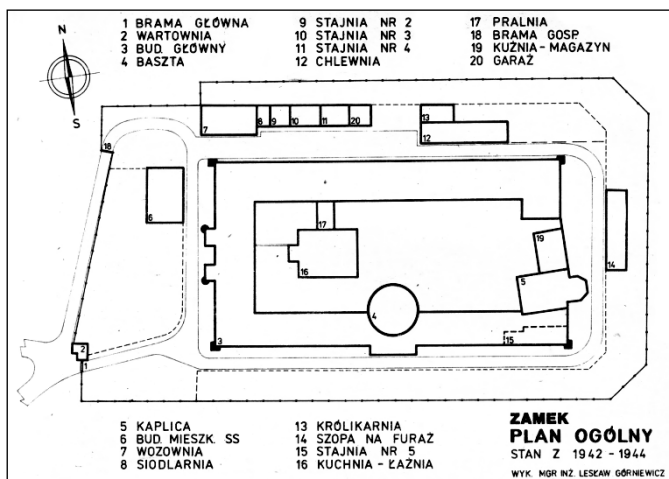 1 BRAMA GŁÓWNA
2 WARTOWNIA
3 BUD. GŁÓWNY
4 BASZTA
9 STAJNIA NR 2
10 STAJNIA NR 3
11 STAJNIA NR 4
12 CHLEWNIA
17 PRALNIA
18 BRAMA GOSP.
19 KUŹNIA-MAGAZYN
20 GARAŻ
N
S
7
8
9
10
11
20
13
12
18
6
17
16
19
5
14
4
2
1
3
15
5 KAPLICA
6 BUD. MIESZK. SS
7 WOZOWNIA
8 SIODLARNIA
13 KRÓLIKARNIA
14 SZOPA NA FURAŻ
15 STAJNIA NR 5
16 KUCHNIA - ŁAŹNIA
ZAMEK
PLAN OGÓLNY
STAN Z 1942 - 1944
WYK. MGR INŻ. LESŁAW GÓRNIEWICZ